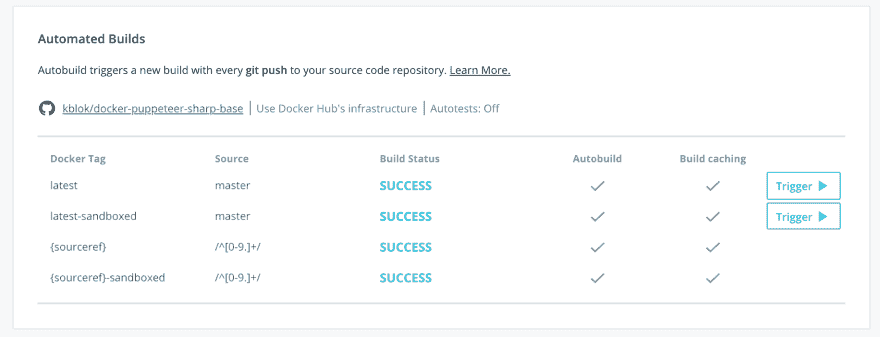 Automated Builds
Autobuild triggers a new build with every git push to your source code repository. Learn More.
kblok/docker-puppeteer-sharp-base | Use Docker Hub's infrastructure | Autotests: Off
Docker Tag Source Build Status Autobuild Build caching
latest master SUCCESS Trigger
latest-sandboxed master SUCCESS Trigger
{sourceref} /^[0-9.]+/ SUCCESS
{sourceref}-sandboxed /^[0-9.]+/ SUCCESS